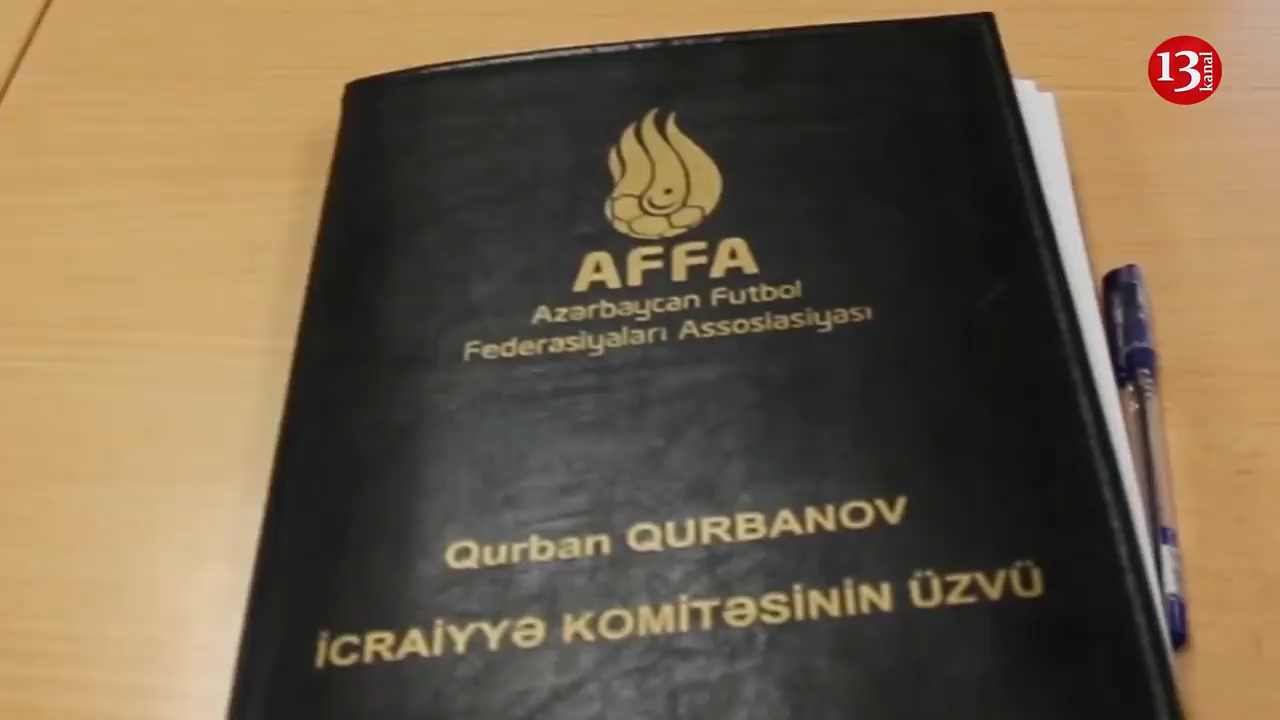 13
kanal
AFFA
Azərbaycan Futbol
Federasiyaları Assosiasiyası
Qurban QURBANOV
İCRAİYYƏ KOMİTƏSİNİN ÜZVÜ